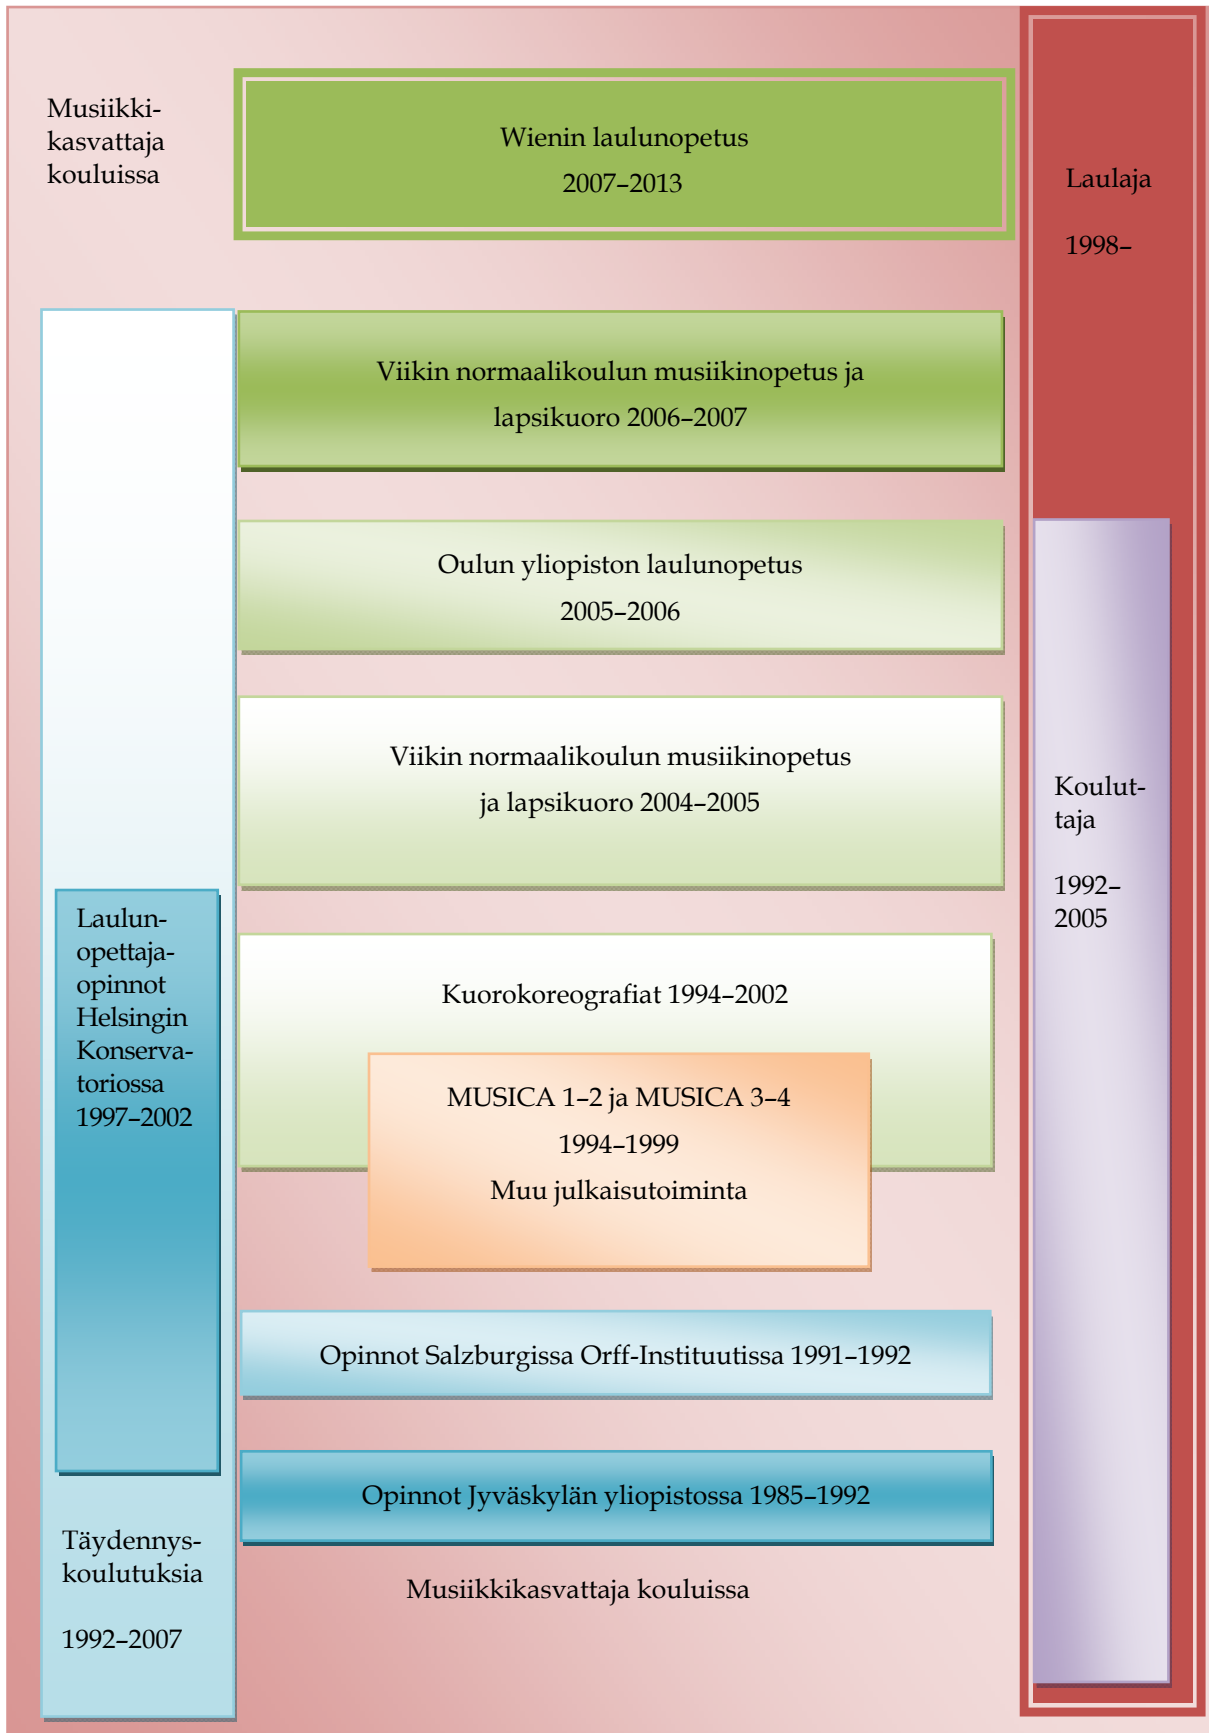 Musiikki-
kasvattaja
kouluissa
Wienin laulunopetus
2007–2013
Laulaja
1998–
Viikin normaalikoulun musiikinopetus ja
lapsikuoro 2006–2007
Oulun yliopiston laulunopetus
2005–2006
Viikin normaalikoulun musiikinopetus
ja lapsikuoro 2004–2005
Koulut-
taja
1992–
2005
Laulun-
opettaja-
opinnot
Helsingin
Konserva-
toriossa
1997–2002
Kuorokoreografiat 1994–2002
MUSICA 1–2 ja MUSICA 3–4
1994–1999
Muu julkaisutoiminta
Opinnot Salzburgissa Orff-Instituutissa 1991–1992
Opinnot Jyväskylän yliopistossa 1985–1992
Täydennys-
koulutuksia
1992–2007
Musiikkikasvattaja kouluissa